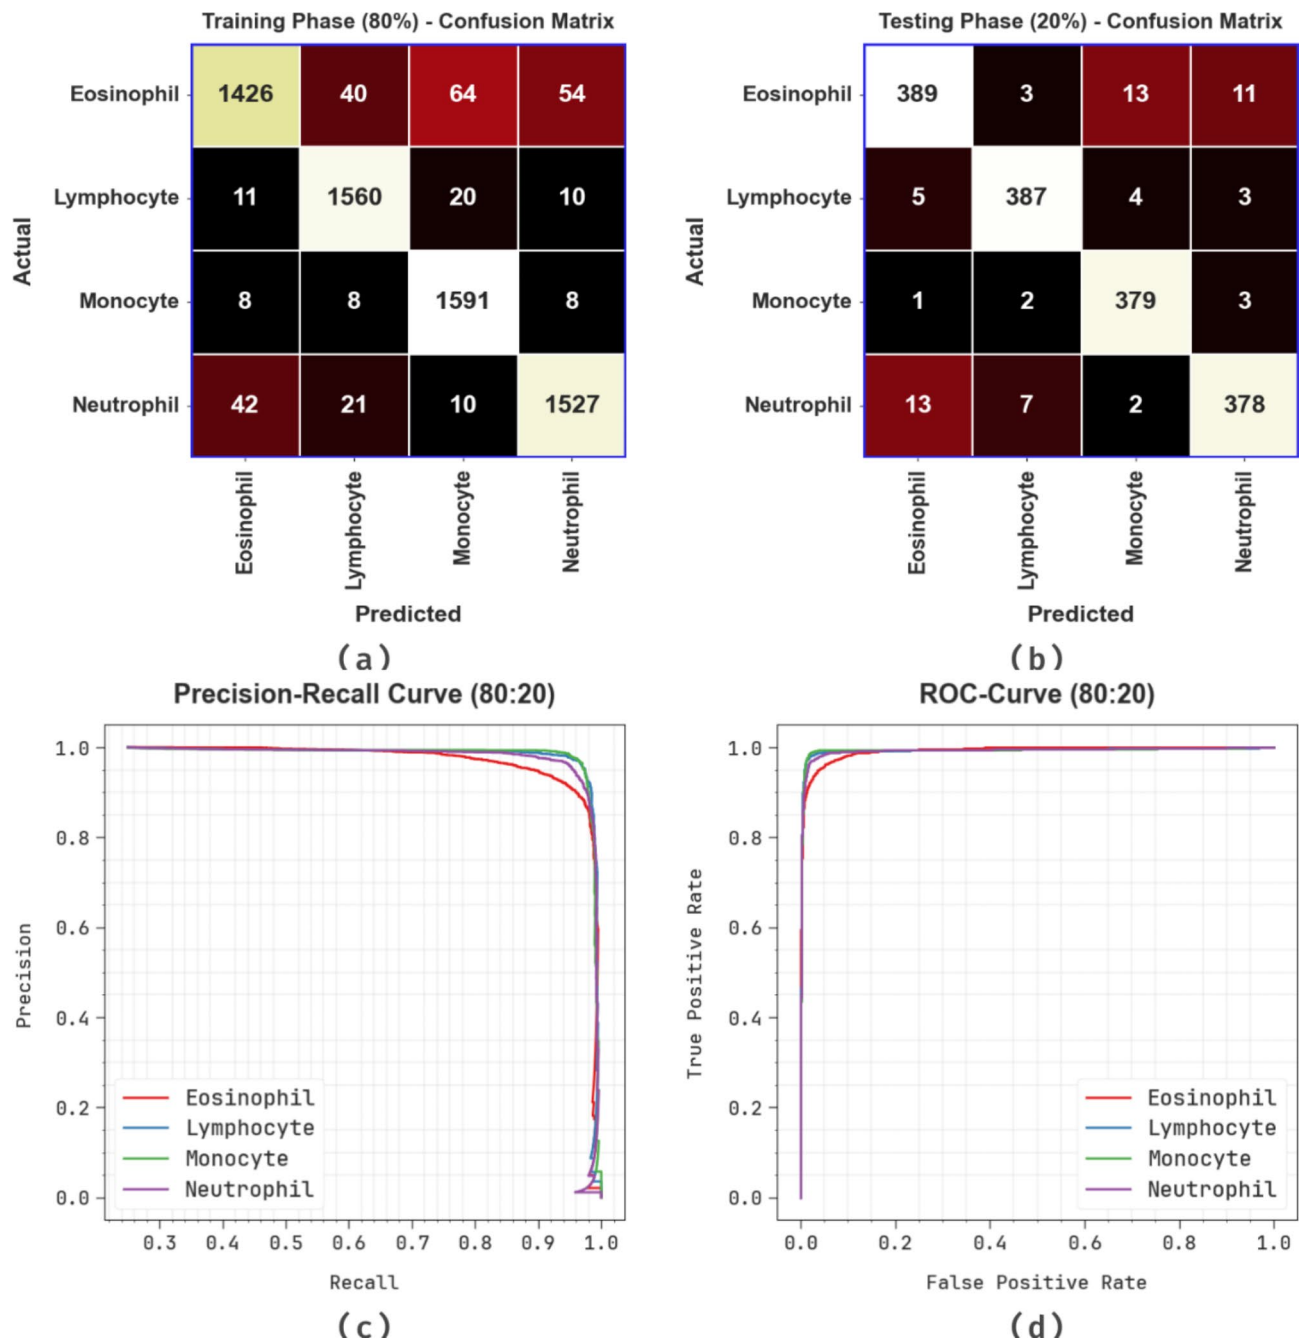 Training Phase (80%) - Confusion Matrix
Actual
Eosinophil 1426 40 64 54
Lymphocyte 11 1560 20 10
Monocyte 8 8 1591 8
Neutrophil 42 21 10 1527
Eosinophil Lymphocyte Monocyte Neutrophil
Predicted
(a)
Testing Phase (20%) - Confusion Matrix
Actual
Eosinophil 389 3 13 11
Lymphocyte 5 387 4 3
Monocyte 1 2 379 3
Neutrophil 13 7 2 378
Eosinophil Lymphocyte Monocyte Neutrophil
Predicted
(b)
Precision-Recall Curve (80:20)
Precision
1.0
0.8
0.6
0.4
0.2
0.0
Eosinophil
Lymphocyte
Monocyte
Neutrophil
0.3 0.4 0.5 0.6 0.7 0.8 0.9 1.0
Recall
(c)
ROC-Curve (80:20)
True Positive Rate
1.0
0.8
0.6
0.4
0.2
0.0
Eosinophil
Lymphocyte
Monocyte
Neutrophil
0.0 0.2 0.4 0.6 0.8 1.0
False Positive Rate
(d)